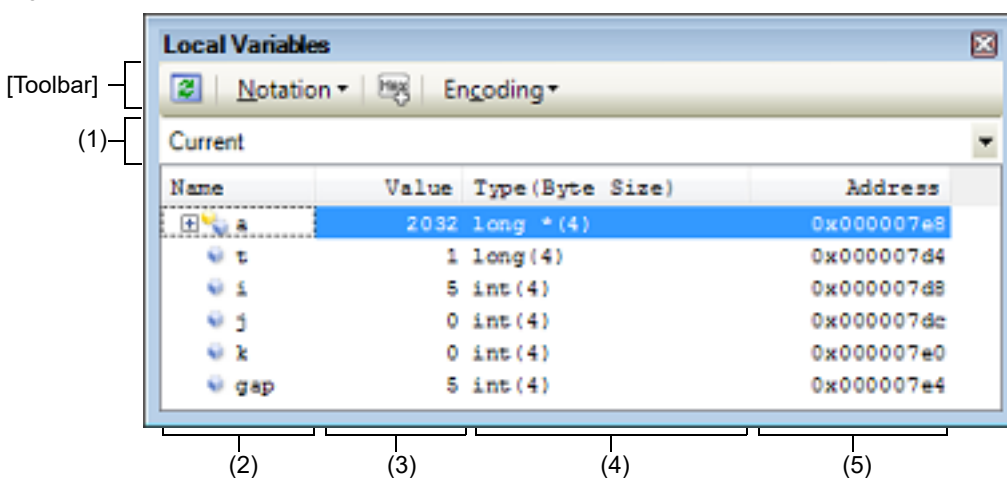 Local Variables
[Toolbar] Notation Hex Encoding
(1) Current
Name Value Type(Byte Size) Address
a 2032 long *(4) 0x000007e8
t 1 long(4) 0x000007d4
i 5 int(4) 0x000007d8
j 0 int(4) 0x000007dc
k 0 int(4) 0x000007e0
gap 5 int(4) 0x000007e4
(2) (3) (4) (5)